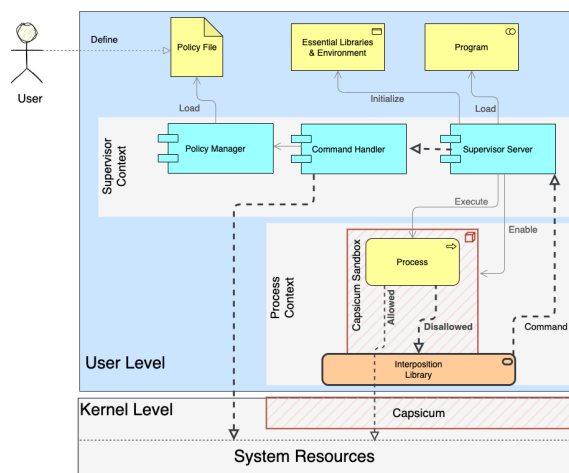 Define
Policy File
Essential Libraries
& Environment
Program
User
Load
Initialize
Load
Supervisor
Context
Policy Manager
Command Handler
Supervisor Server
Execute
Enable
Process
Context
Capsicum Sandbox
Process
Allowed
Disallowed
Command
User Level
Interposition
Library
Kernel Level
Capsicum
System Resources